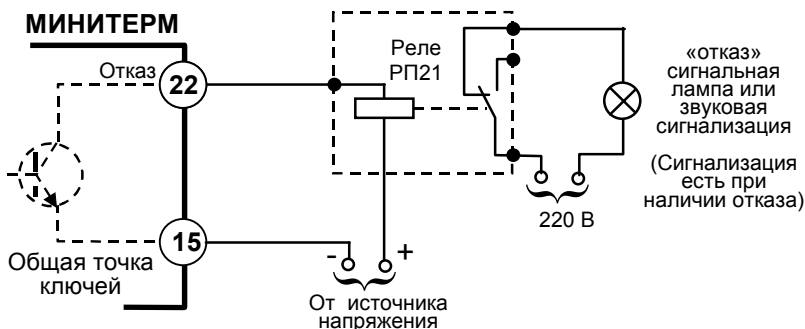 МИНИТЕРМ
Отказ
22
Реле
РП21
«отказ»
сигнальная
лампа или
звуковая
сигнализация
(Сигнализация
есть при
наличии отказа)
220 В
15
- +
Общая точка
ключей
От источника
напряжения